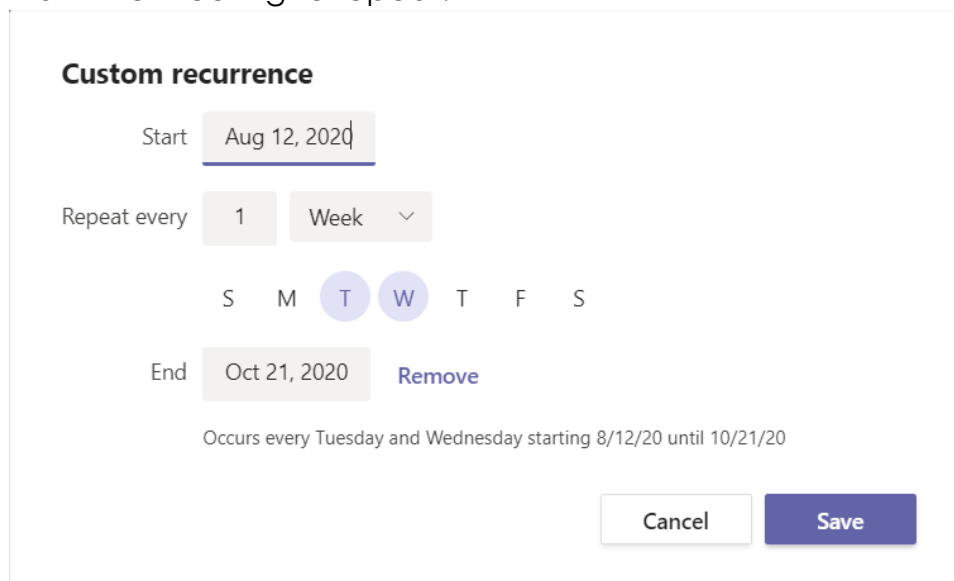 Custom recurrence
Start Aug 12, 2020
Repeat every 1 Week
S M T W T F S
End Oct 21, 2020 Remove
Occurs every Tuesday and Wednesday starting 8/12/20 until 10/21/20
Cancel Save